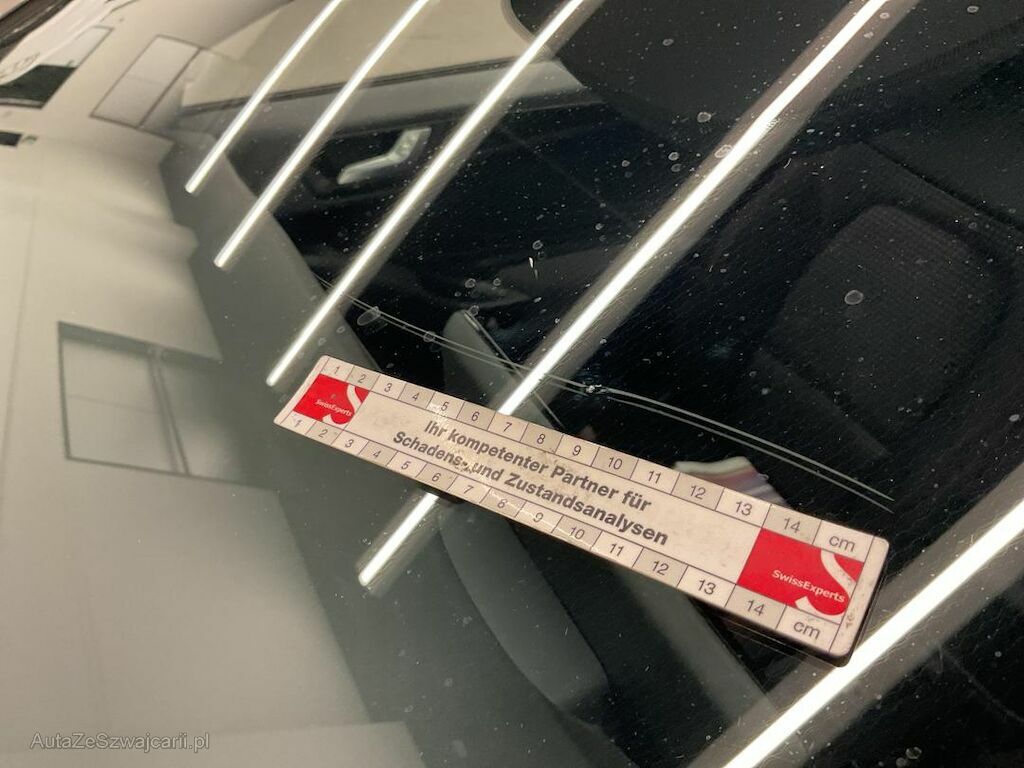 1 2 3 4 5 6 7 8 9 10 11 12 13 14 cm
SwissExperts
Ihr kompetenter Partner für
Schadens- und Zustandsanalysen
SwissExperts
1 2 3 4 5 6 7 8 9 10 11 12 13 14 cm
AutaZeSzwajcarii.pl